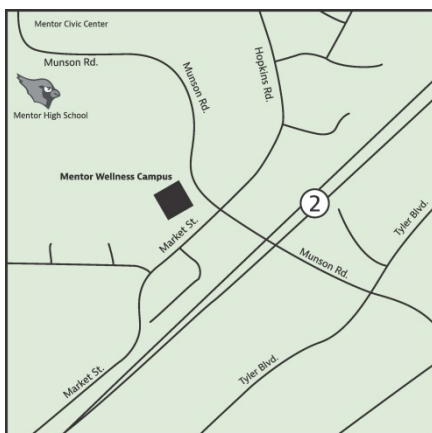 Mentor Civic Center
Munson Rd.
Mentor High School
Munson Rd.
Hopkins Rd.
Mentor Wellness Campus
Market St.
2
Tyler Blvd.
Munson Rd.
Market St.
Tyler Blvd.